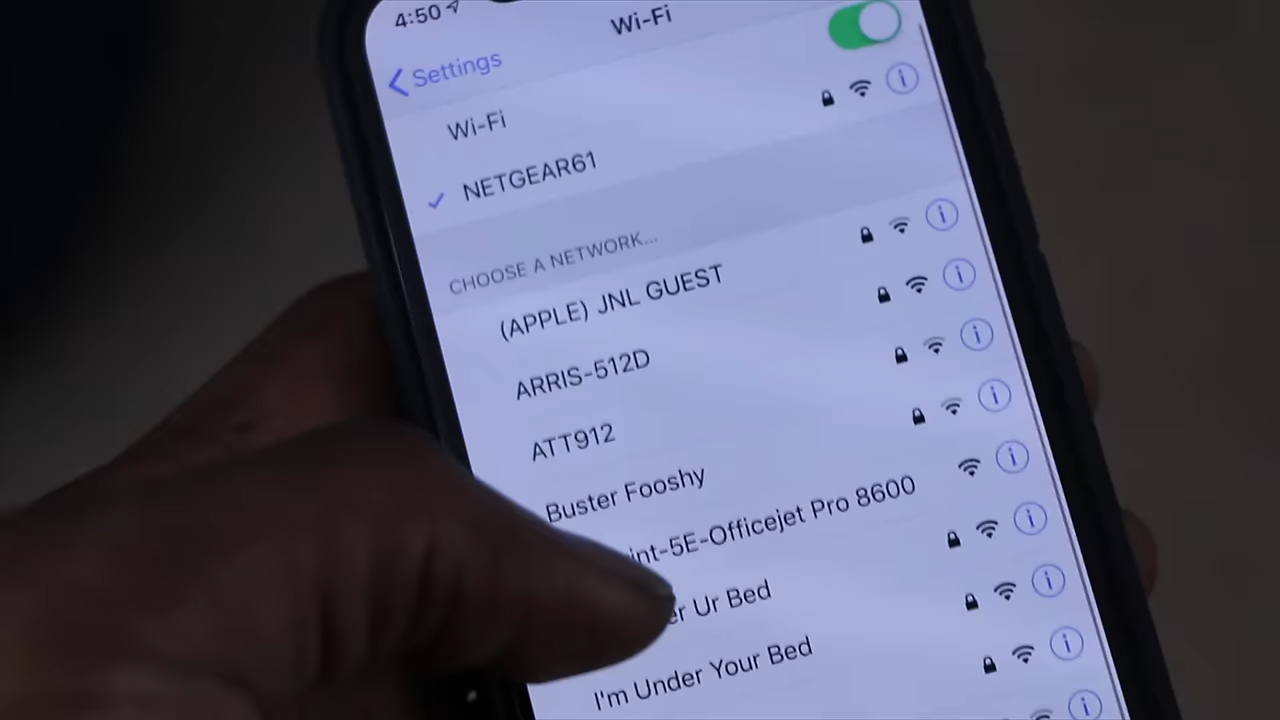 4:50
Wi-Fi
Settings
Wi-Fi
NETGEAR61
CHOOSE A NETWORK...
(APPLE) JNL GUEST
ARRIS-512D
ATT912
Buster Fooshy
int-5E-Officejet Pro 8600
Ur Bed
I'm Under Your Bed